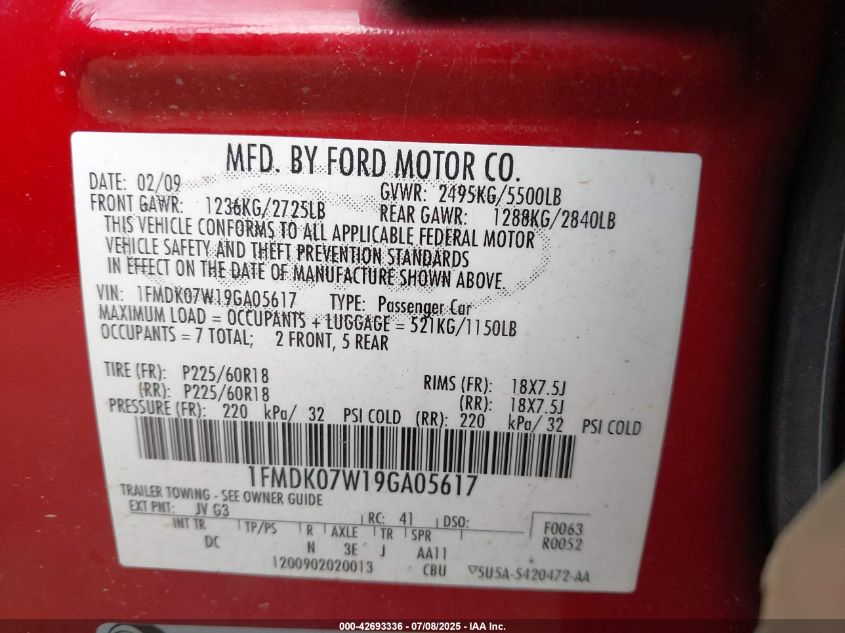 MFD. BY FORD MOTOR CO.
DATE: 02/09 GVWR: 2495KG/5500LB
FRONT GAWR: 1236KG/2725LB REAR GAWR: 1288KG/2840LB
THIS VEHICLE CONFORMS TO ALL APPLICABLE FEDERAL MOTOR
VEHICLE SAFETY AND THEFT PREVENTION STANDARDS
IN EFFECT ON THE DATE OF MANUFACTURE SHOWN ABOVE.
VIN: 1FMDK07W19GA05617 TYPE: Passenger Car
MAXIMUM LOAD = OCCUPANTS + LUGGAGE = 521KG/1150LB
OCCUPANTS = 7 TOTAL; 2 FRONT, 5 REAR
TIRE (FR): P225/60R18 RIMS (FR): 18X7.5J
(RR): P225/60R18 (RR): 18X7.5J
PRESSURE (FR): 220 kPa/ 32 PSI COLD (RR): 220 kPa/ 32 PSI COLD
1FMDK07W19GA05617
TRAILER TOWING - SEE OWNER GUIDE
EXT PNT: JV G3 RC: 41 DSO: F0063
INT TR TP/PS R AXLE TR SPR R0052
DC N 3E J AA11
1200902020013 CBU ▽5U5A-5420472-AA
000-42693336 - 07/08/2025 - IAA Inc.